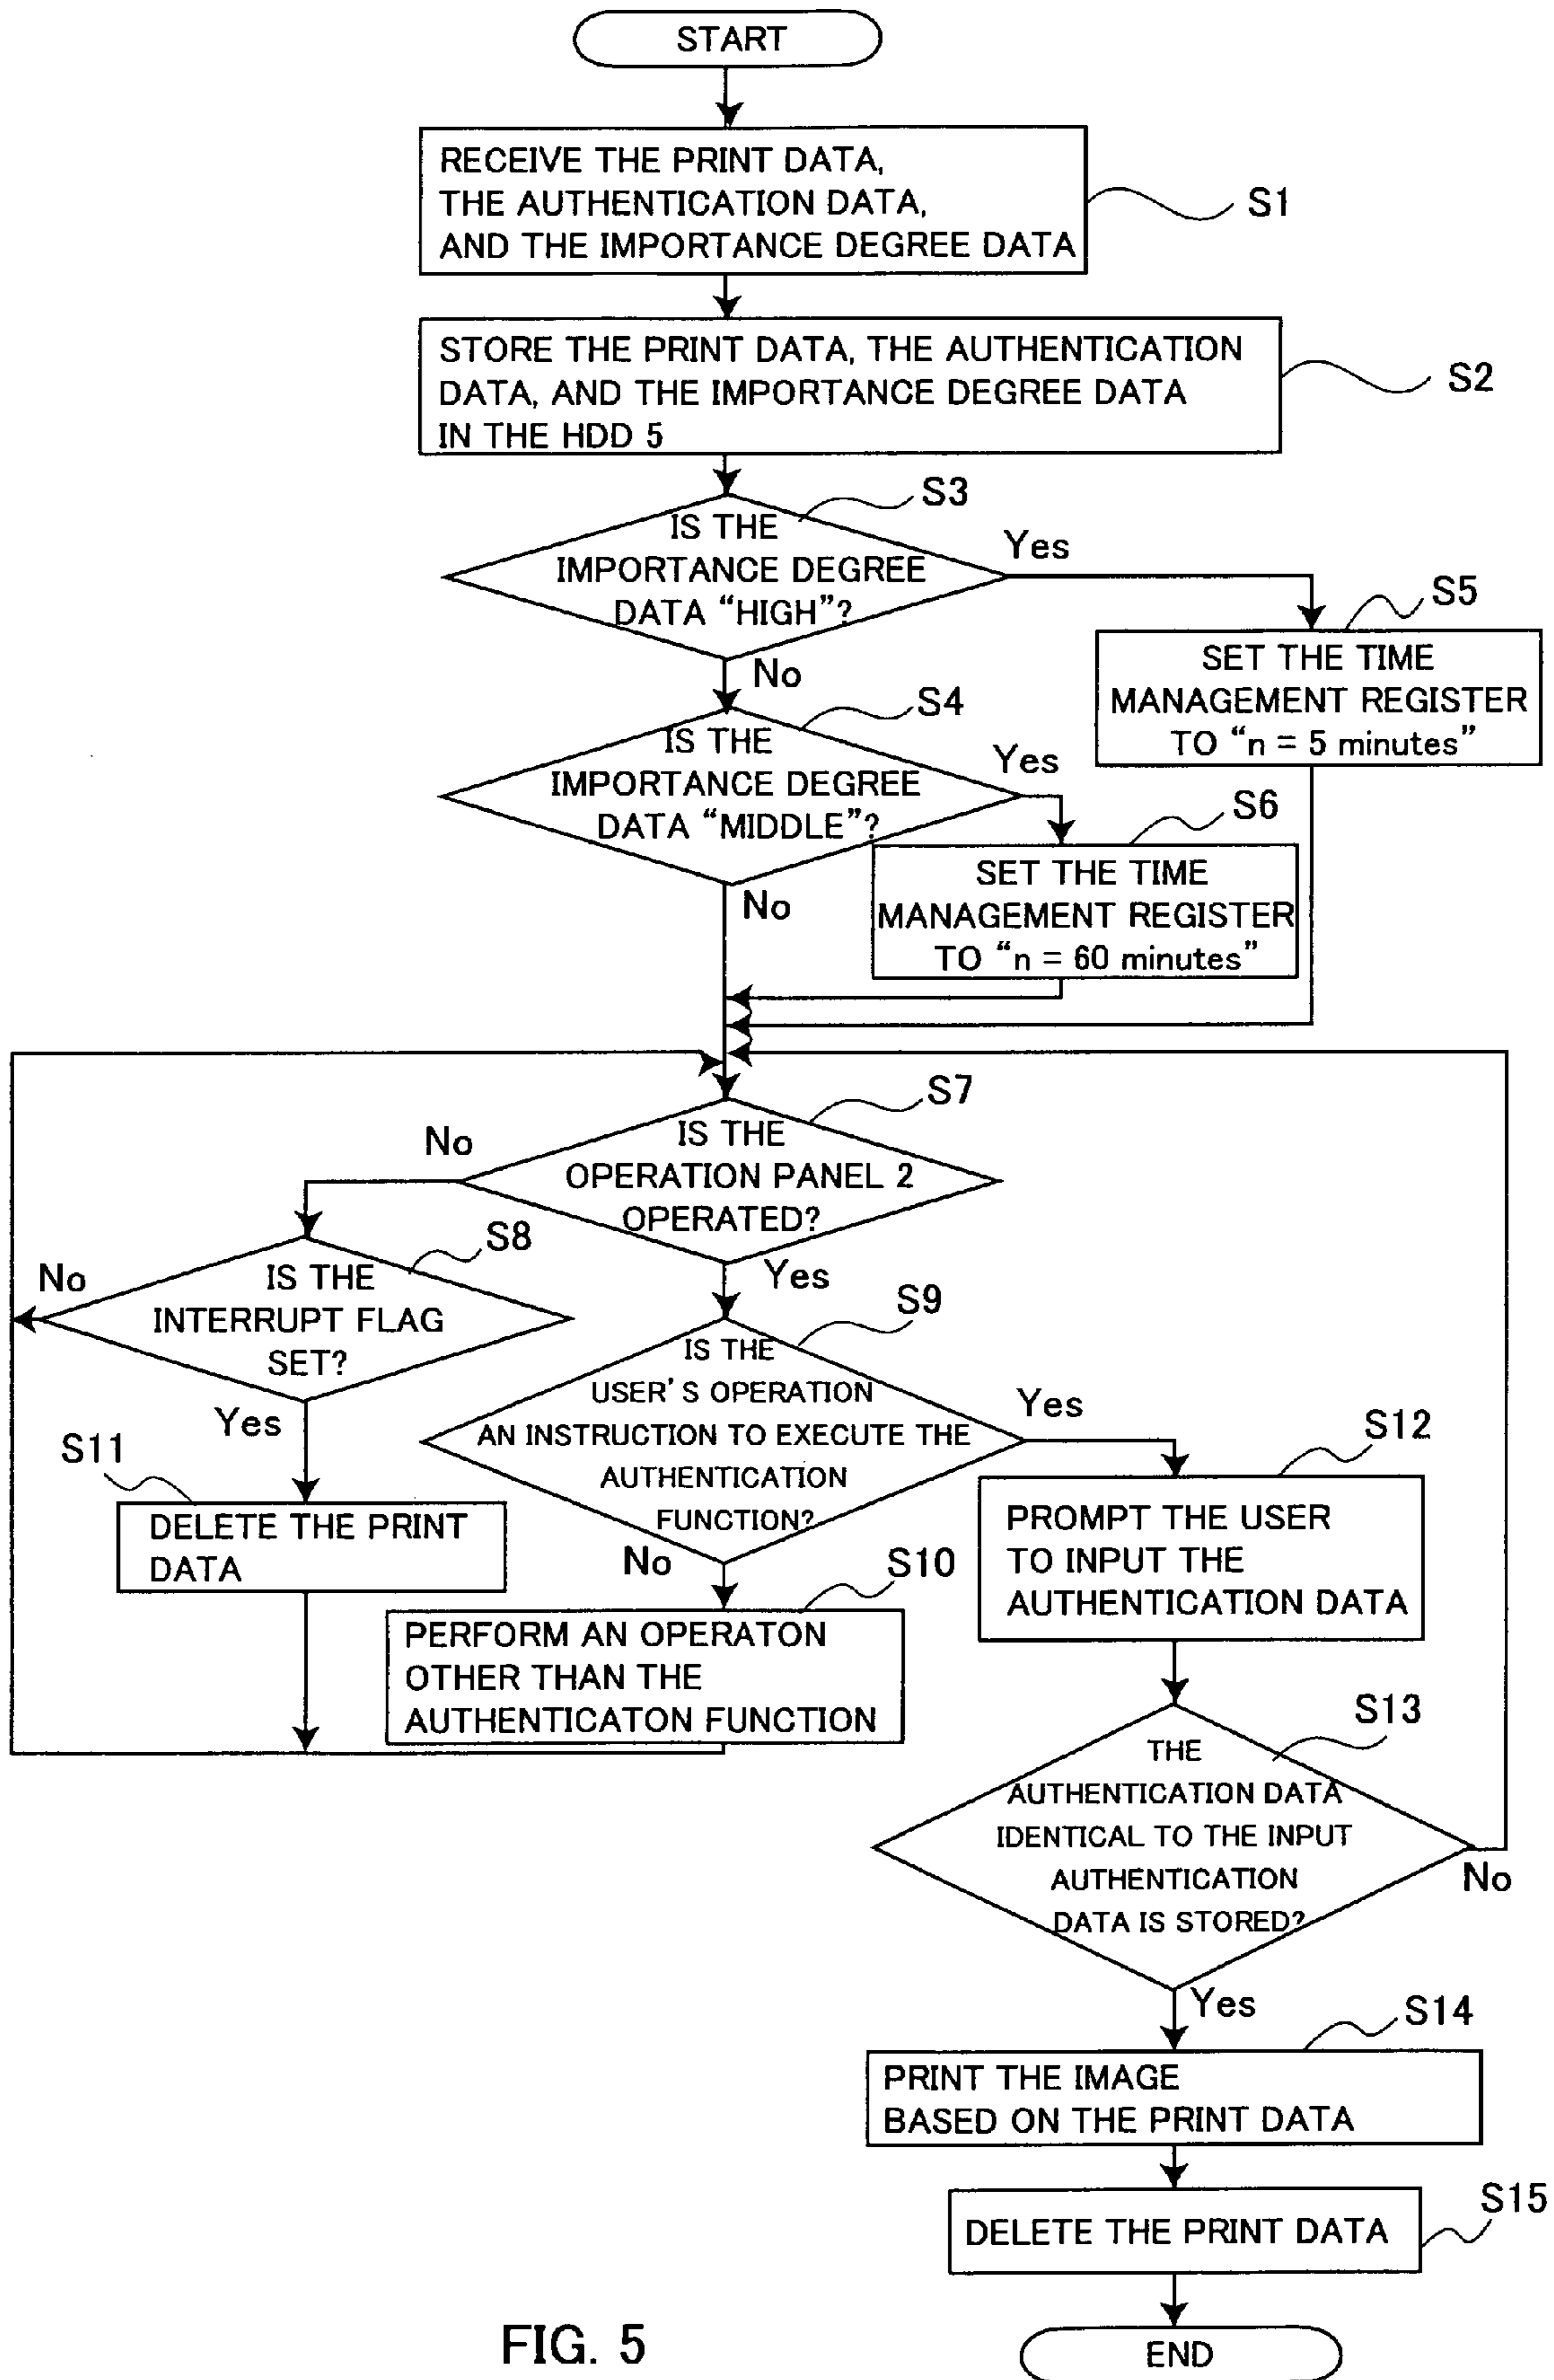 START
RECEIVE THE PRINT DATA,
THE AUTHENTICATION DATA,
AND THE IMPORTANCE DEGREE DATA
S1
STORE THE PRINT DATA, THE AUTHENTICATION
DATA, AND THE IMPORTANCE DEGREE DATA
IN THE HDD 5
S2
S3
IS THE
IMPORTANCE DEGREE
DATA “HIGH”?
Yes
No
S5
SET THE TIME
MANAGEMENT REGISTER
TO “n = 5 minutes”
S4
IS THE
IMPORTANCE DEGREE
DATA “MIDDLE”?
Yes
No
S6
SET THE TIME
MANAGEMENT REGISTER
TO “n = 60 minutes”
S7
IS THE
OPERATION PANEL 2
OPERATED?
No
Yes
S8
IS THE
INTERRUPT FLAG
SET?
No
Yes
S9
IS THE
USER'S OPERATION
AN INSTRUCTION TO EXECUTE THE
AUTHENTICATION
FUNCTION?
Yes
No
S11
DELETE THE PRINT
DATA
S10
PERFORM AN OPERATON
OTHER THAN THE
AUTHENTICATON FUNCTION
S12
PROMPT THE USER
TO INPUT THE
AUTHENTICATION DATA
S13
THE
AUTHENTICATION DATA
IDENTICAL TO THE INPUT
AUTHENTICATION
DATA IS STORED?
No
Yes
S14
PRINT THE IMAGE
BASED ON THE PRINT DATA
S15
DELETE THE PRINT DATA
END
FIG. 5